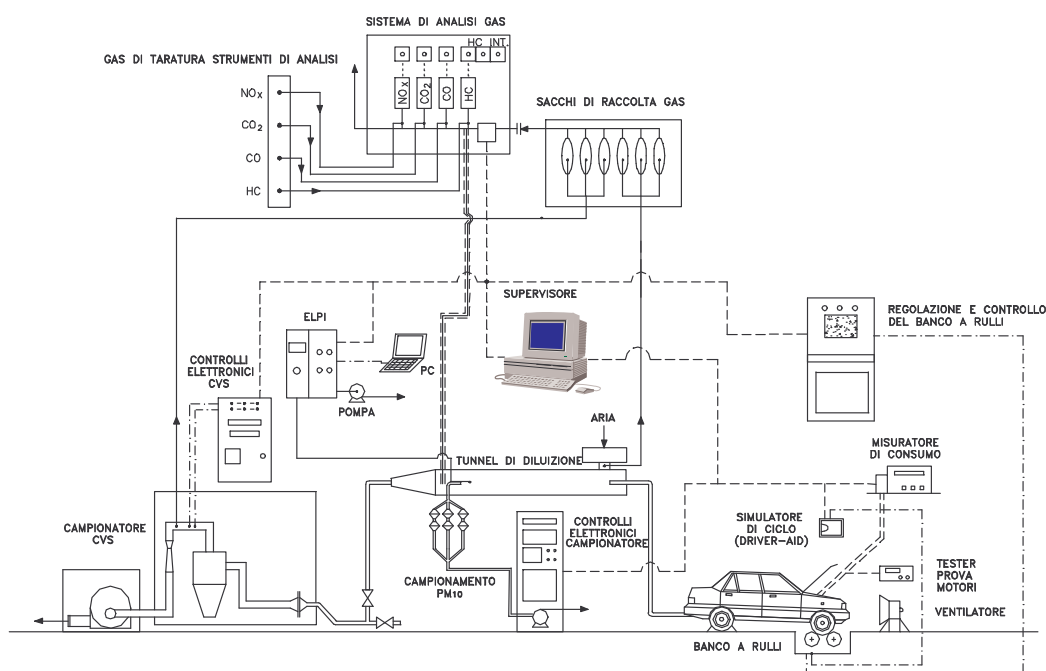 SISTEMA DI ANALISI GAS
HC INT.
GAS DI TARATURA STRUMENTI DI ANALISI
NOx
CO2
CO
HC
NOx
CO2
CO
HC
SACCHI DI RACCOLTA GAS
SUPERVISORE
REGOLAZIONE E CONTROLLO
DEL BANCO A RULLI
ELPI
PC
POMPA
CONTROLLI
ELETTRONICI
CVS
ARIA
TUNNEL DI DILUIZIONE
MISURATORE
DI CONSUMO
CAMPIONATORE
CVS
CONTROLLI
ELETTRONICI
CAMPIONATORE
SIMULATORE
DI CICLO
(DRIVER-AID)
CAMPIONAMENTO
PM10
TESTER
PROVA
MOTORI
VENTILATORE
BANCO A RULLI